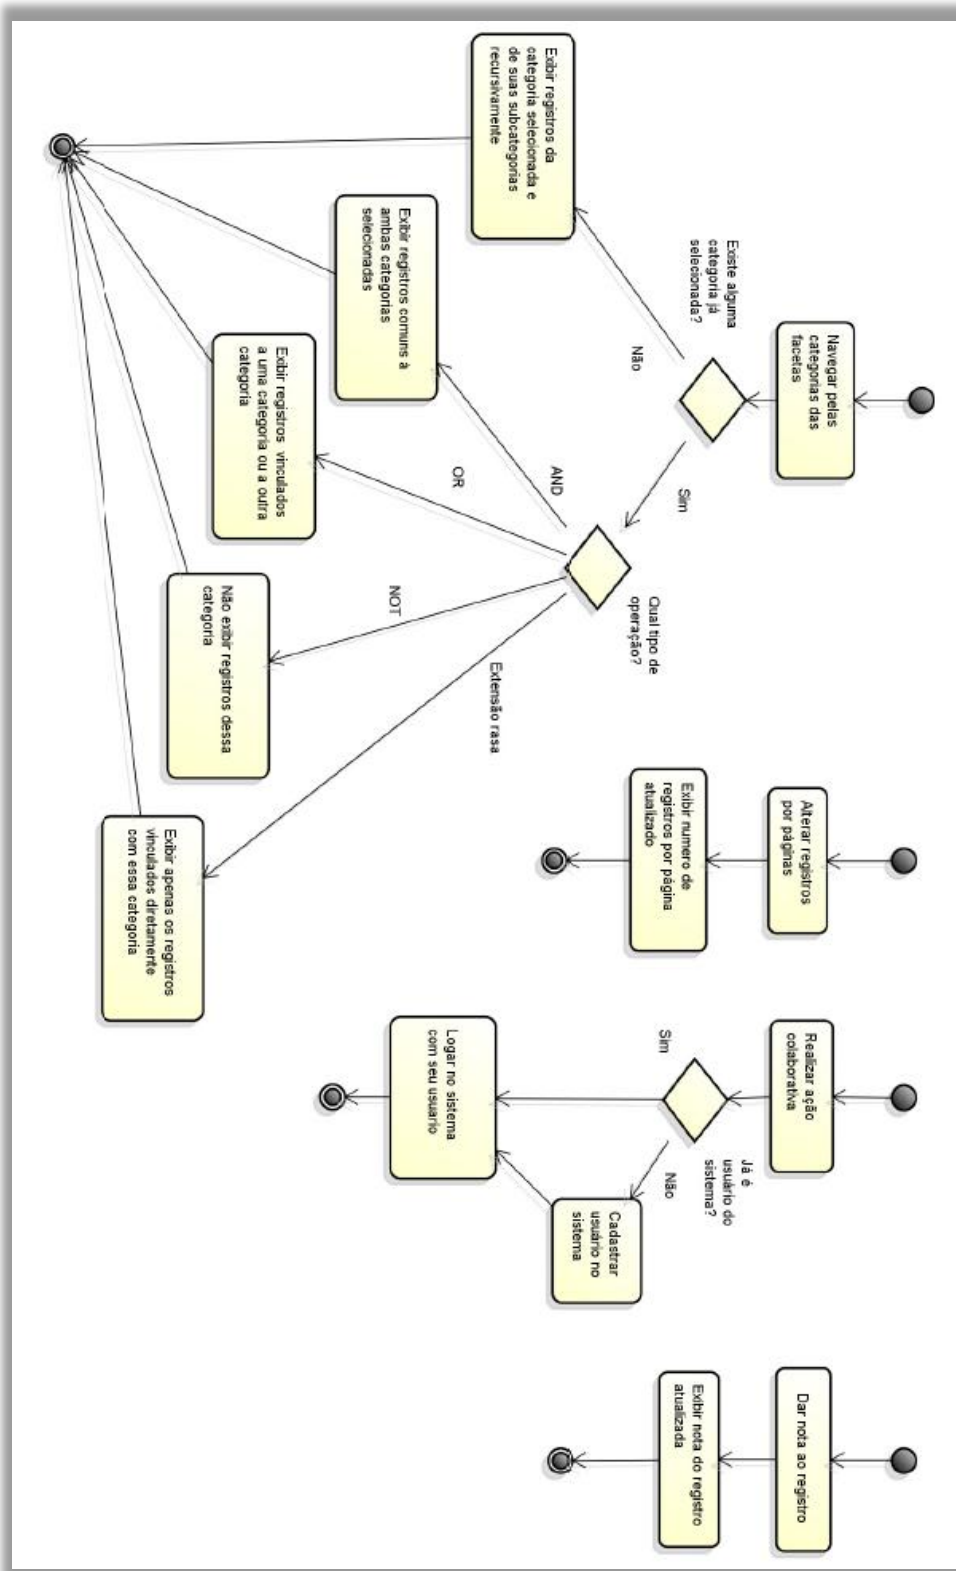 Navegar pelas
categorias das
facetas
Existe alguma
categoria já
selecionada?
Não
Sim
Exibir registros da
categoria selecionada e
de suas subcategorias
recursivamente
Qual tipo de
operação?
AND
OR
NOT
Extensão rasa
Exibir registros comuns à
ambas categorias
selecionadas
Exibir registros vinculados
a uma categoria ou a outra
categoria
Não exibir registros dessa
categoria
Exibir apenas os registros
vinculados diretamente
com essa categoria
Alterar registros
por páginas
Exibir numero de
registros por página
atualizado
Realizar ação
colaborativa
Já é
usuário do
sistema?
Sim
Não
Cadastrar
usuário no
sistema
Logar no sistema
com seu usuario
Dar nota ao registro
Exibir nota do registro
atualizada